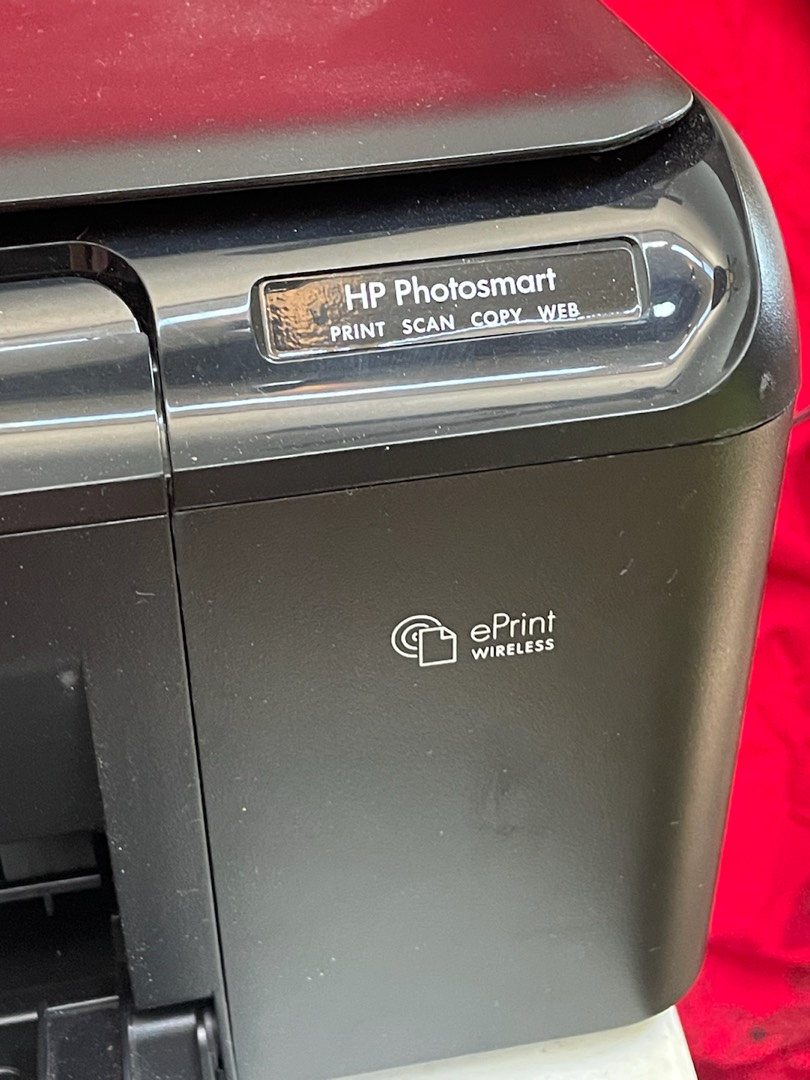 HP Photosmart
PRINT SCAN COPY WEB
ePrint
WIRELESS